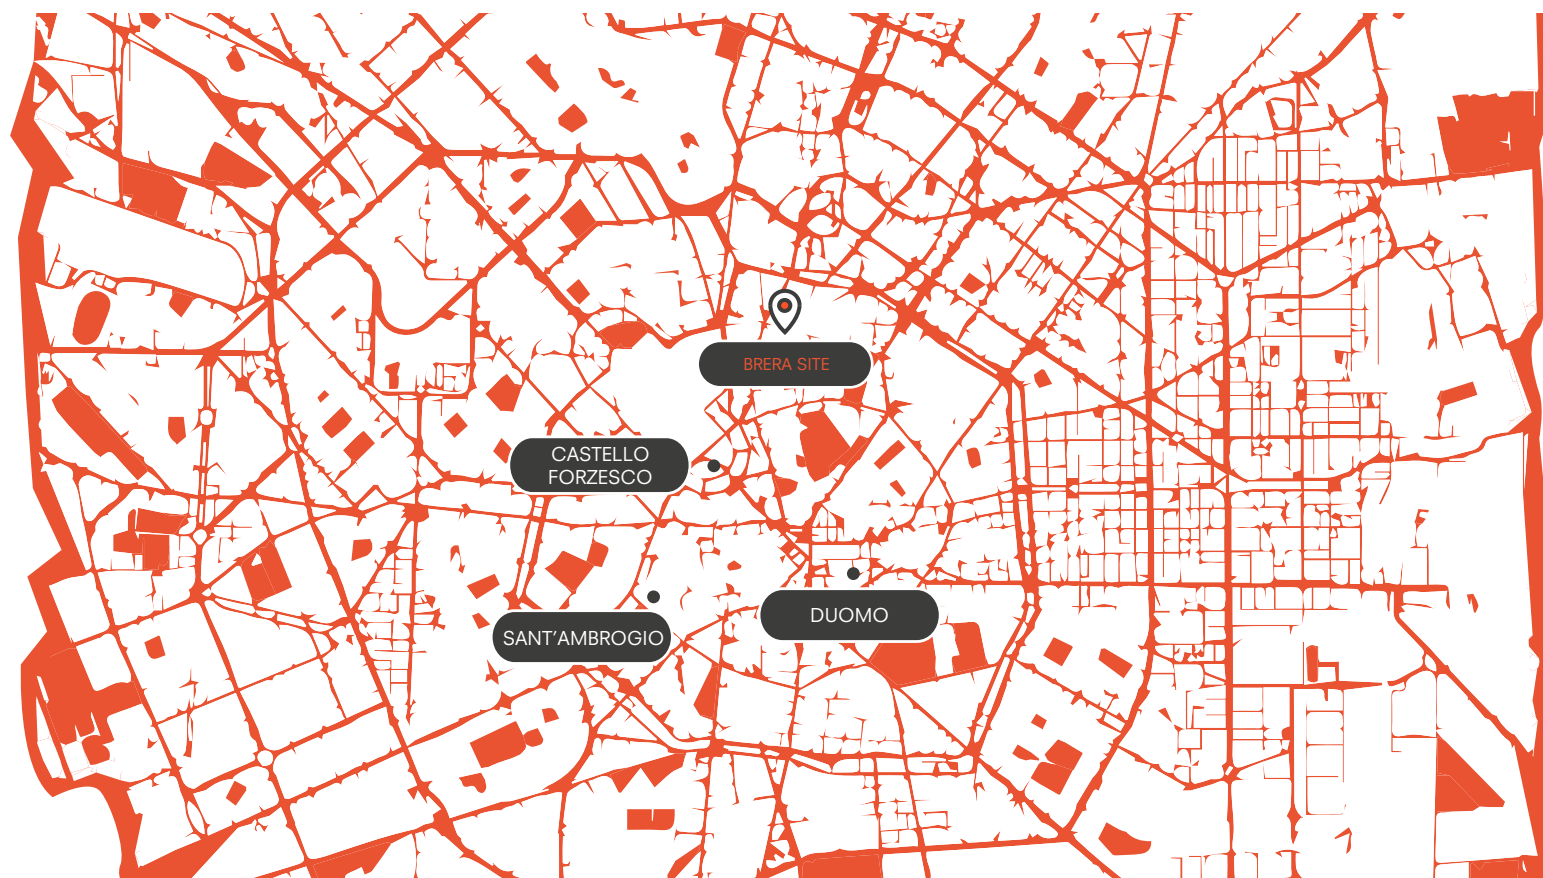 BRERA SITE
CASTELLO
FORZESCO
DUOMO
SANT'AMBROGIO